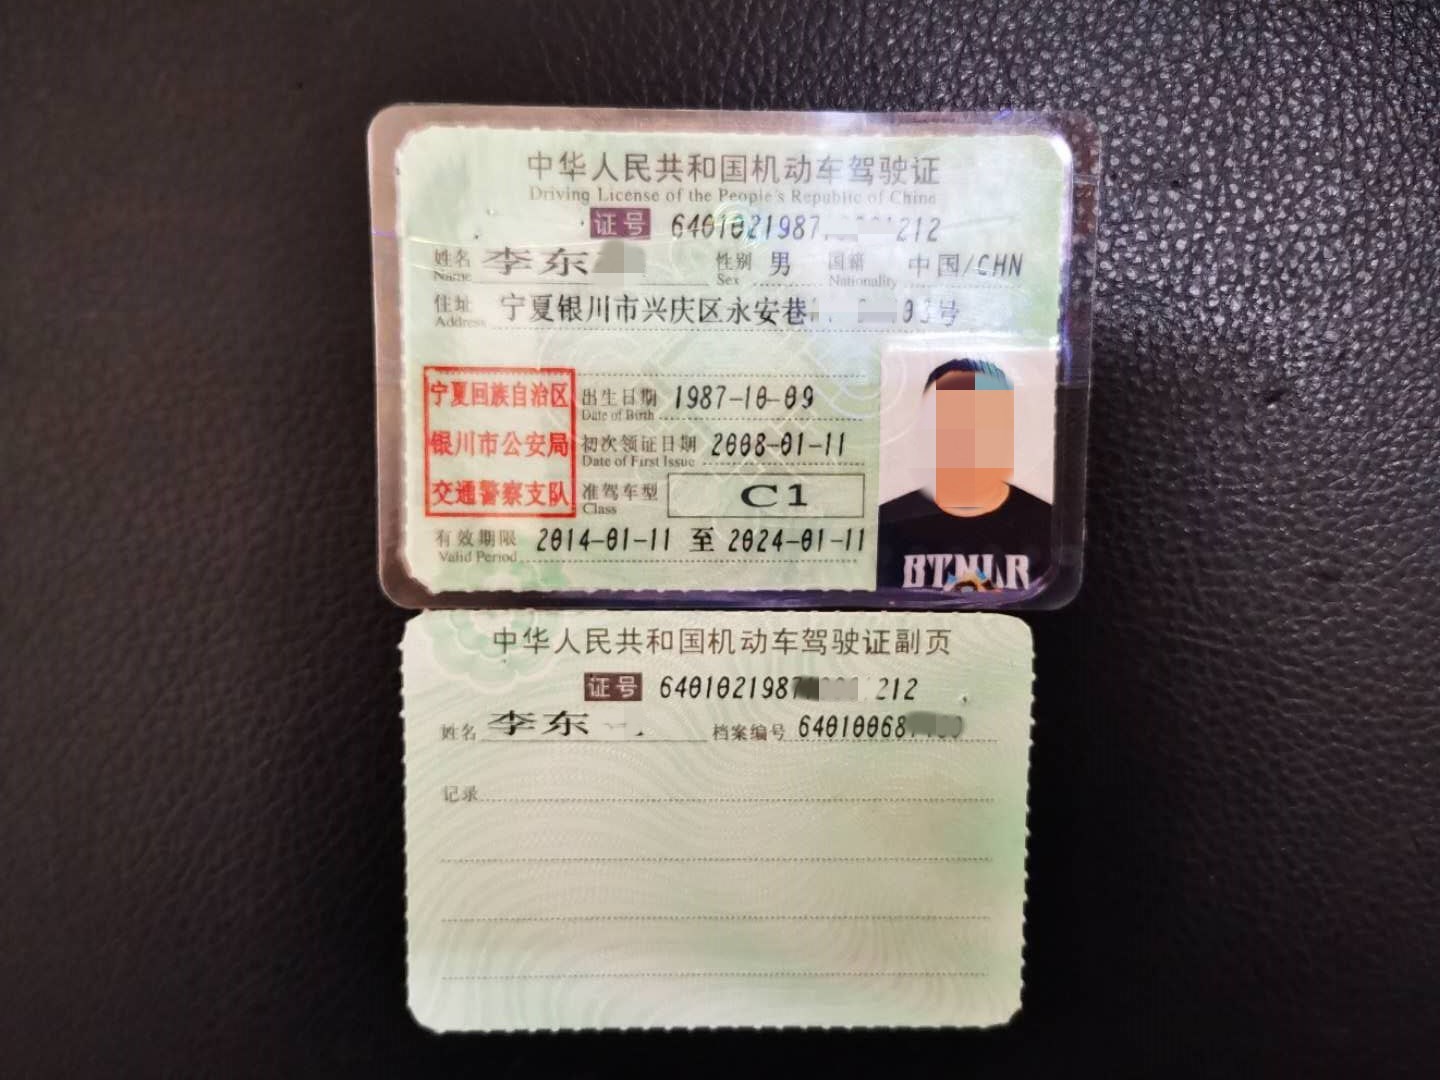 中华人民共和国机动车驾驶证
Driving License of the People's Republic of China
证号 6401021987 212
姓名 李东 性别 男 国籍 中国/CHN
Name Sex Nationality
住址 宁夏银川市兴庆区永安巷 号
Address
宁夏回族自治区
银川市公安局
交通警察支队
出生日期 1987-10-09
Date of Birth
初次领证日期 2008-01-11
Date of First Issue
准驾车型 C1
Class
有效期限 2014-01-11 至 2024-01-11
Valid Period
BTMLR
中华人民共和国机动车驾驶证副页
证号 640102198 212
姓名 李东 档案编号 64010068
记录